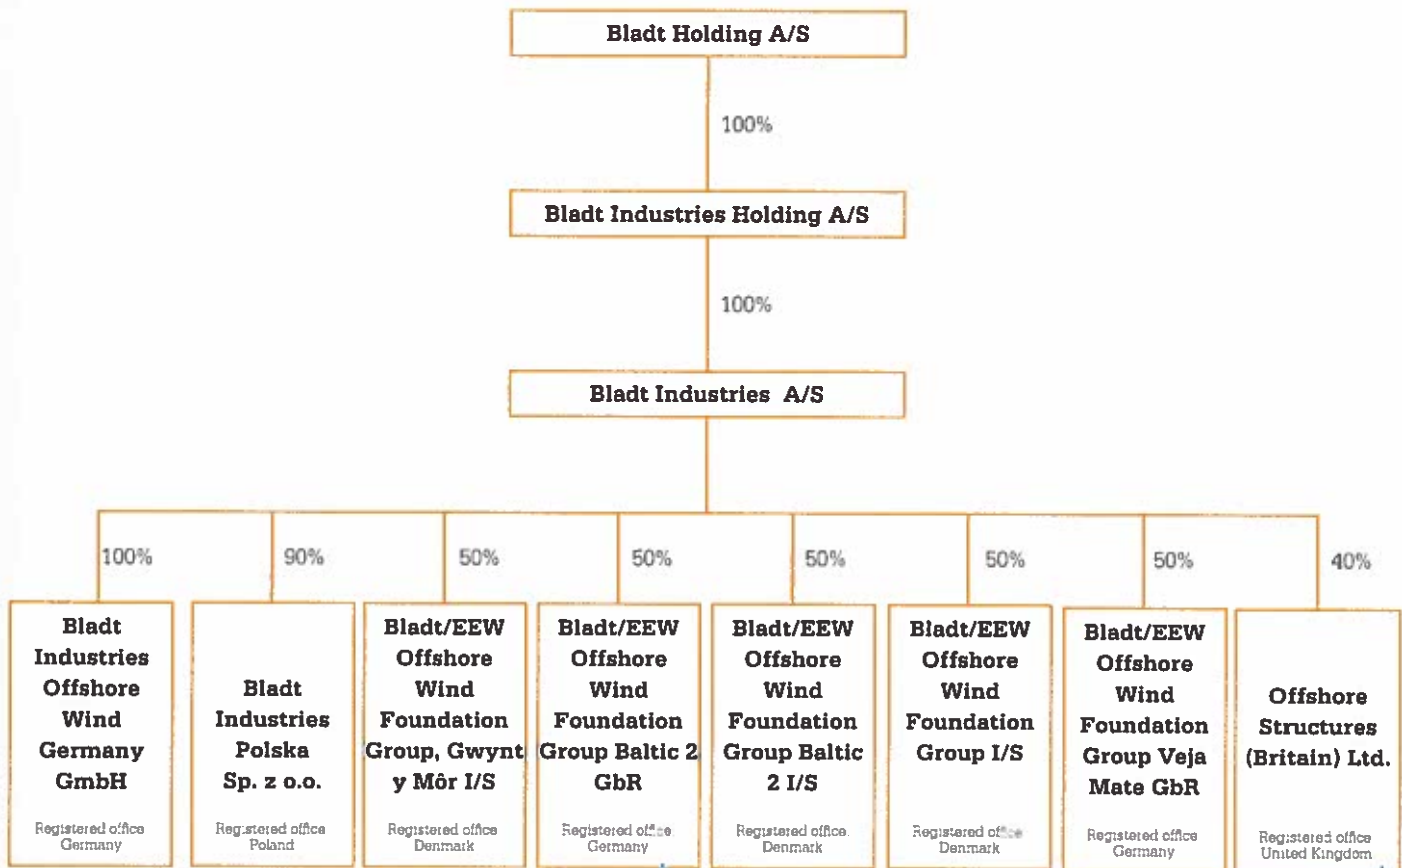 Bladt Holding A/S
100%
Bladt Industries Holding A/S
100%
Bladt Industries A/S
100%
90%
50%
50%
50%
50%
50%
40%
Bladt
Industries
Offshore
Wind
Germany
GmbH
Registered office
Germany
Bladt
Industries
Polska
Sp. z o.o.
Registered office
Poland
Bladt/EEW
Offshore
Wind
Foundation
Group, Gwynt
y Môr I/S
Registered office
Denmark
Bladt/EEW
Offshore
Wind
Foundation
Group Baltic 2
GbR
Registered office
Germany
Bladt/EEW
Offshore
Wind
Foundation
Group Baltic
2 I/S
Registered office
Denmark
Bladt/EEW
Offshore
Wind
Foundation
Group I/S
Registered office
Denmark
Bladt/EEW
Offshore
Wind
Foundation
Group Veja
Mate GbR
Registered office
Germany
Offshore
Structures
(Britain) Ltd.
Registered office
United Kingdom